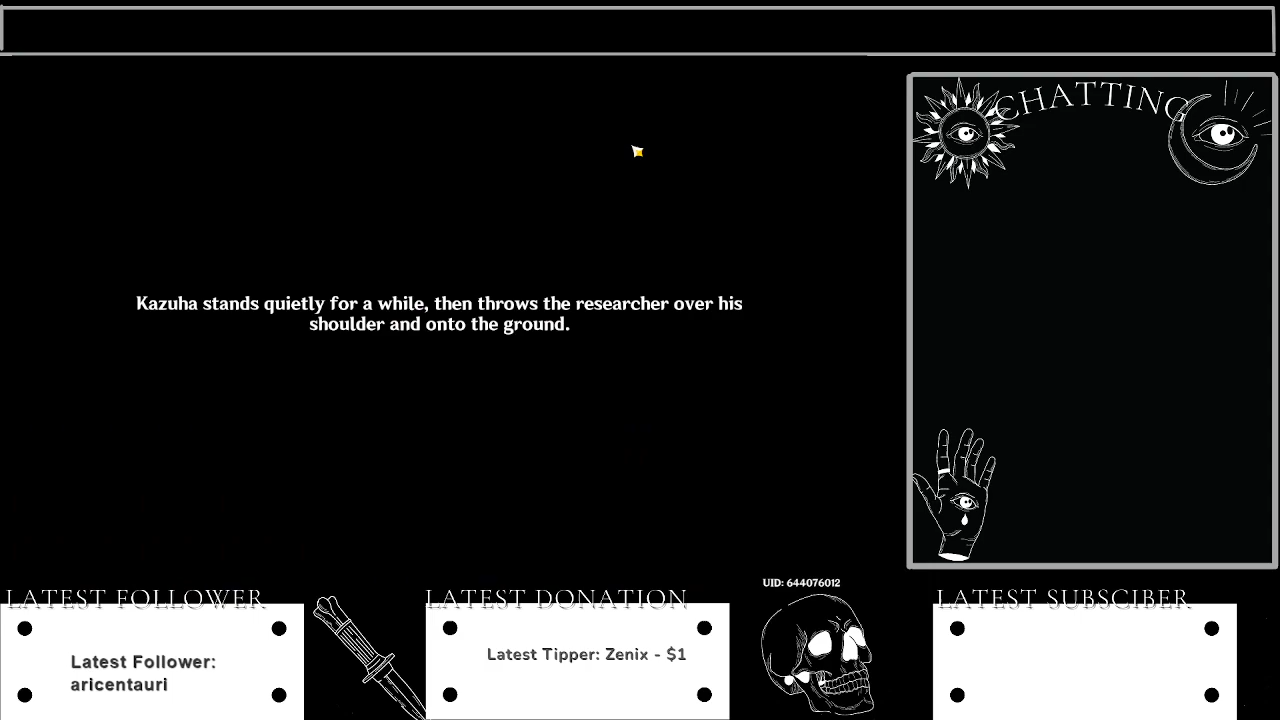 CHATTING
Kazuha stands quietly for a while, then throws the researcher over his
shoulder and onto the ground.
UID: 644076012
LATEST FOLLOWER
LATEST DONATION
LATEST SUBSCIBER
Latest Follower:
aricentauri
Latest Tipper: Zenix - $1